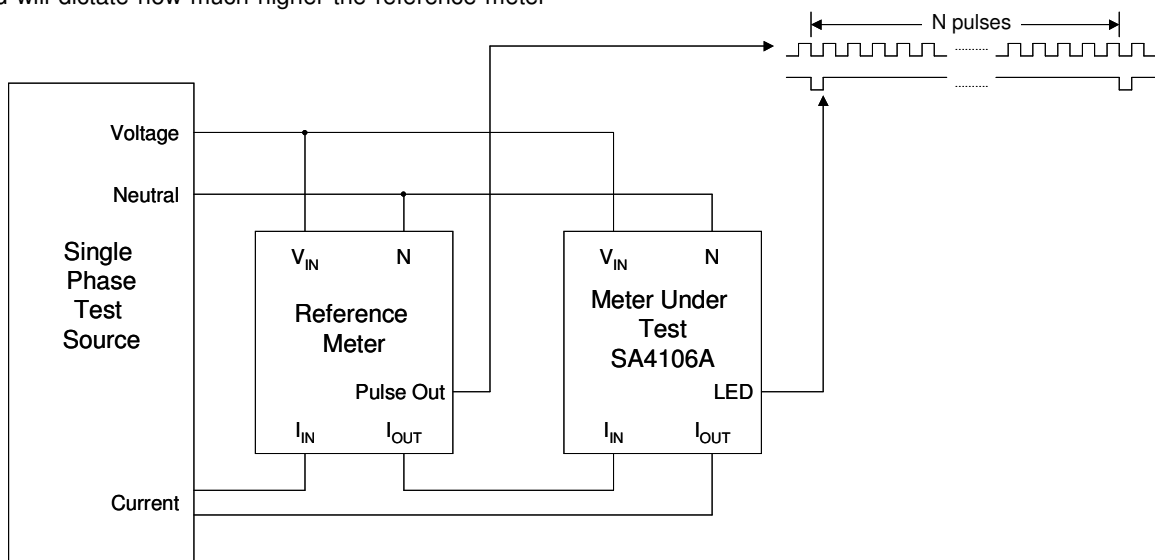 d will dictate how much higher the reference meter
N pulses
Voltage
Neutral
Single
Phase
Test
Source
Current
V_IN N
Reference
Meter
Pulse Out
I_IN I_OUT
V_IN N
Meter Under
Test
SA4106A
LED
I_IN I_OUT